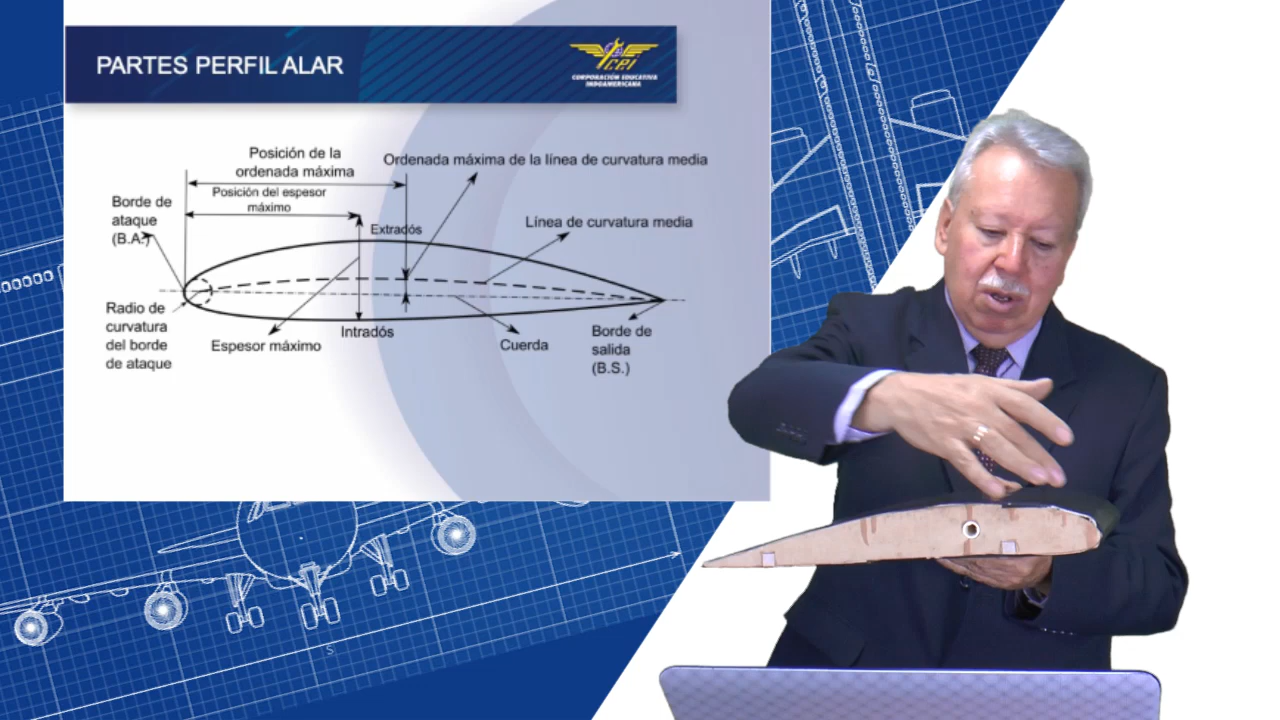 PARTES PERFIL ALAR
C.E.I
CORPORACIÓN EDUCATIVA
INDOAMERICANA
Posición de la
ordenada máxima
Ordenada máxima de la línea de curvatura media
Posición del espesor
máximo
Borde de
ataque
(B.A.)
Extradós
Línea de curvatura media
Radio de
curvatura
del borde
de ataque
Espesor máximo
Intradós
Cuerda
Borde de
salida
(B.S.)
S